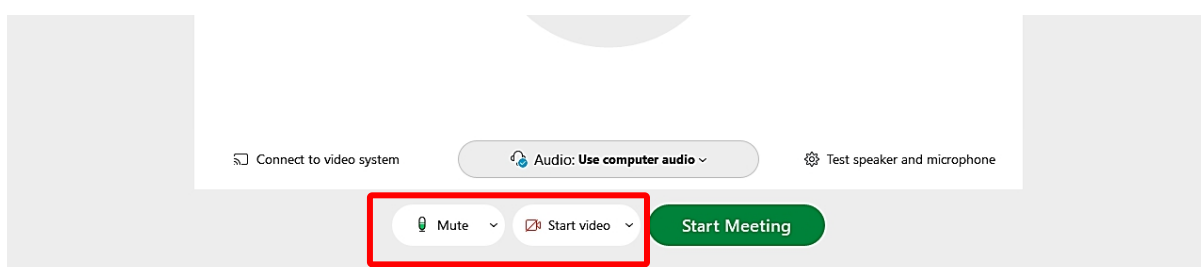 Connect to video system
Audio: Use computer audio
Test speaker and microphone
Mute
Start video
Start Meeting